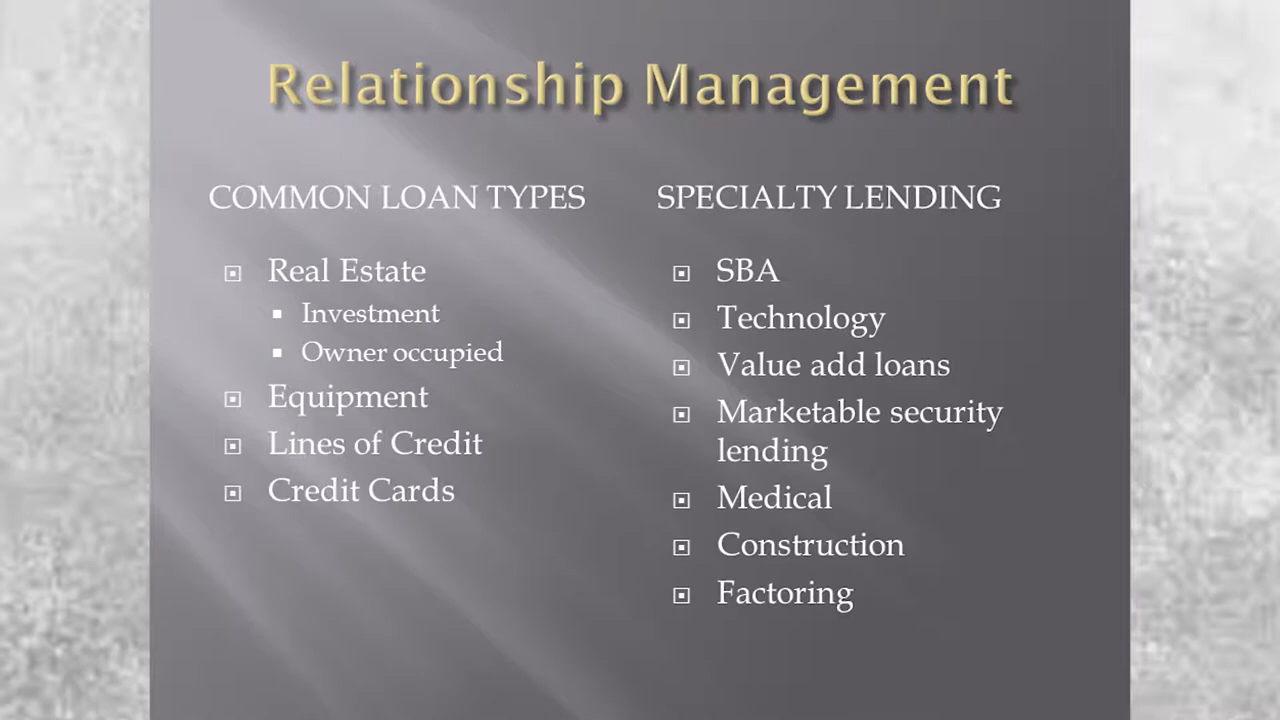 Relationship Management
COMMON LOAN TYPES
Real Estate
Investment
Owner occupied
Equipment
Lines of Credit
Credit Cards
SPECIALTY LENDING
SBA
Technology
Value add loans
Marketable security
lending
Medical
Construction
Factoring